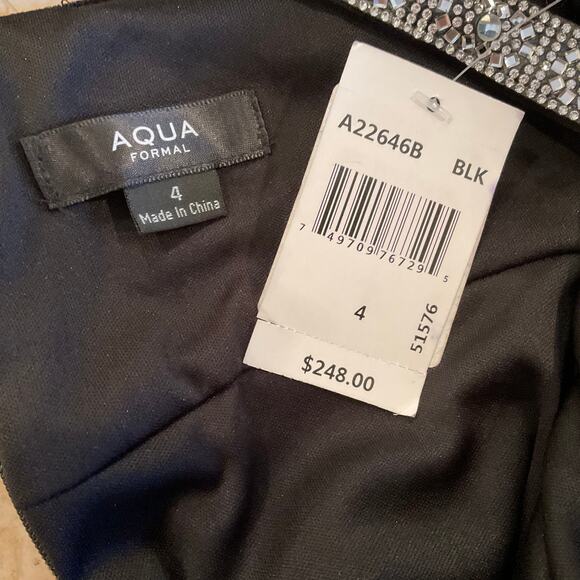 AQUA
FORMAL
4
Made In China
A22646B BLK
7 49709 76729 5
4
51576
$248.00